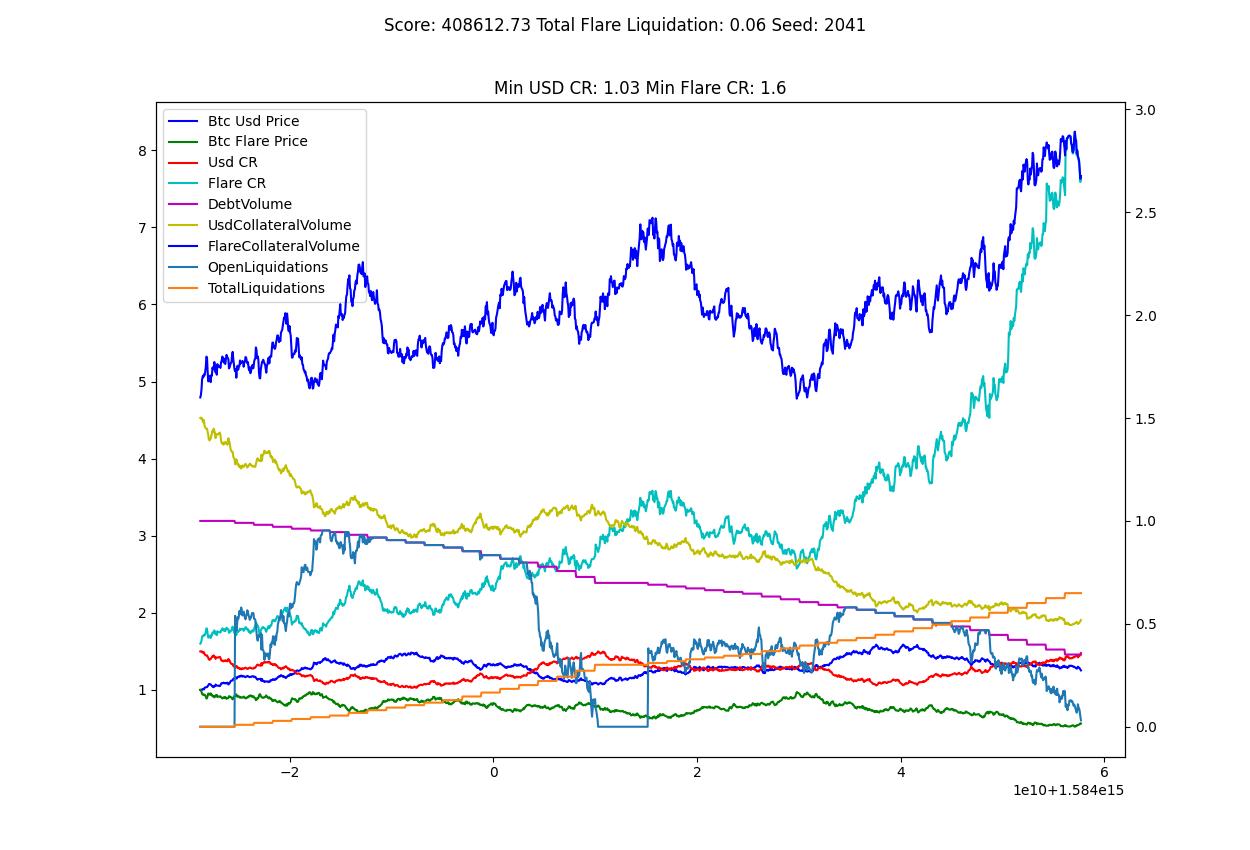 Score: 408612.73 Total Flare Liquidation: 0.06 Seed: 2041
Min USD CR: 1.03 Min Flare CR: 1.6
Btc Usd Price
Btc Flare Price
Usd CR
Flare CR
DebtVolume
UsdCollateralVolume
FlareCollateralVolume
OpenLiquidations
TotalLiquidations
8
7
6
5
4
3
2
1
3.0
2.5
2.0
1.5
1.0
0.5
0.0
−2
0
2
4
6
1e10+1.584e15